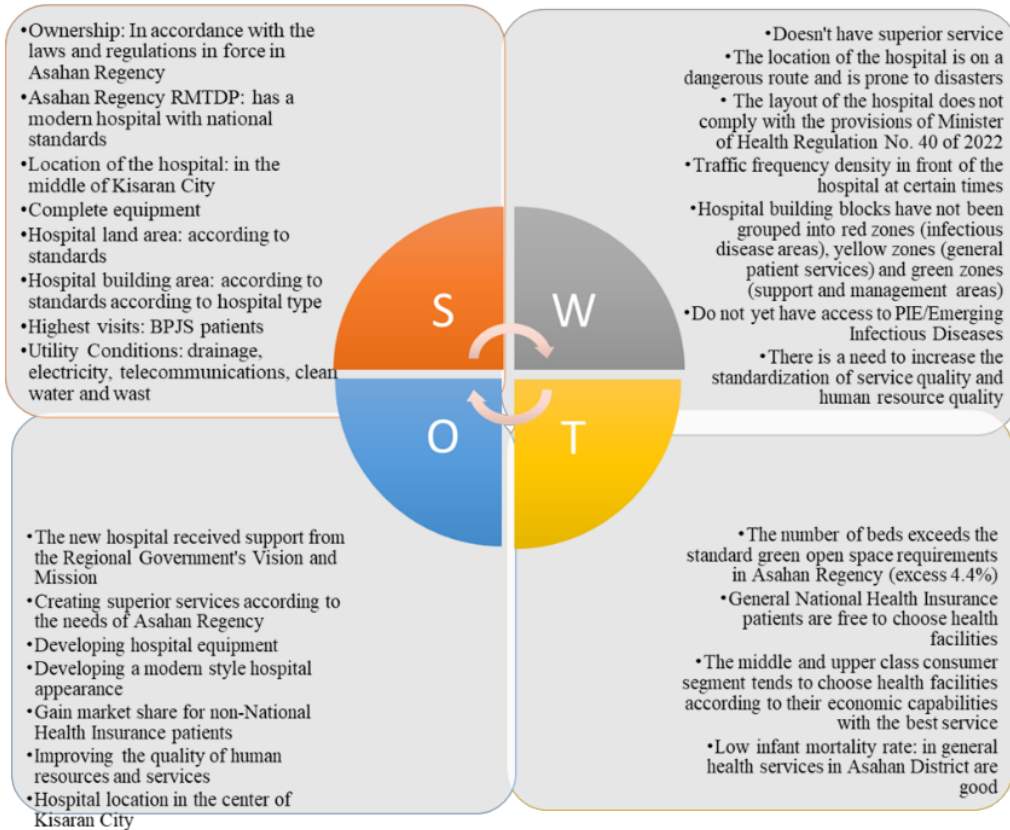 •Ownership: In accordance with the
laws and regulations in force in
Asahan Regency
•Asahan Regency RMTDP: has a
modern hospital with national
standards
•Location of the hospital: in the
middle of Kisaran City
•Complete equipment
•Hospital land area: according to
standards
•Hospital building area: according to
standards according to hospital type
•Highest visits: BPJS patients
•Utility Conditions: drainage,
electricity, telecommunications, clean
water and wast
•Doesn't have superior service
•The location of the hospital is on a
dangerous route and is prone to disasters
• The layout of the hospital does not
comply with the provisions of Minister
of Health Regulation No. 40 of 2022
•Traffic frequency density in front of the
hospital at certain times
•Hospital building blocks have not been
grouped into red zones (infectious
disease areas), yellow zones (general
patient services) and green zones
(support and management areas)
•Do not yet have access to PIE/Emerging
Infectious Diseases
•There is a need to increase the
standardization of service quality and
human resource quality
S
W
O
T
•The new hospital received support from
the Regional Government's Vision and
Mission
•Creating superior services according to
the needs of Asahan Regency
•Developing hospital equipment
•Developing a modern style hospital
appearance
•Gain market share for non-National
Health Insurance patients
•Improving the quality of human
resources and services
•Hospital location in the center of
Kisaran City
•The number of beds exceeds the
standard green open space requirements
in Asahan Regency (excess 4.4%)
•General National Health Insurance
patients are free to choose health
facilities
•The middle and upper class consumer
segment tends to choose health facilities
according to their economic capabilities
with the best service
•Low infant mortality rate: in general
health services in Asahan District are
good